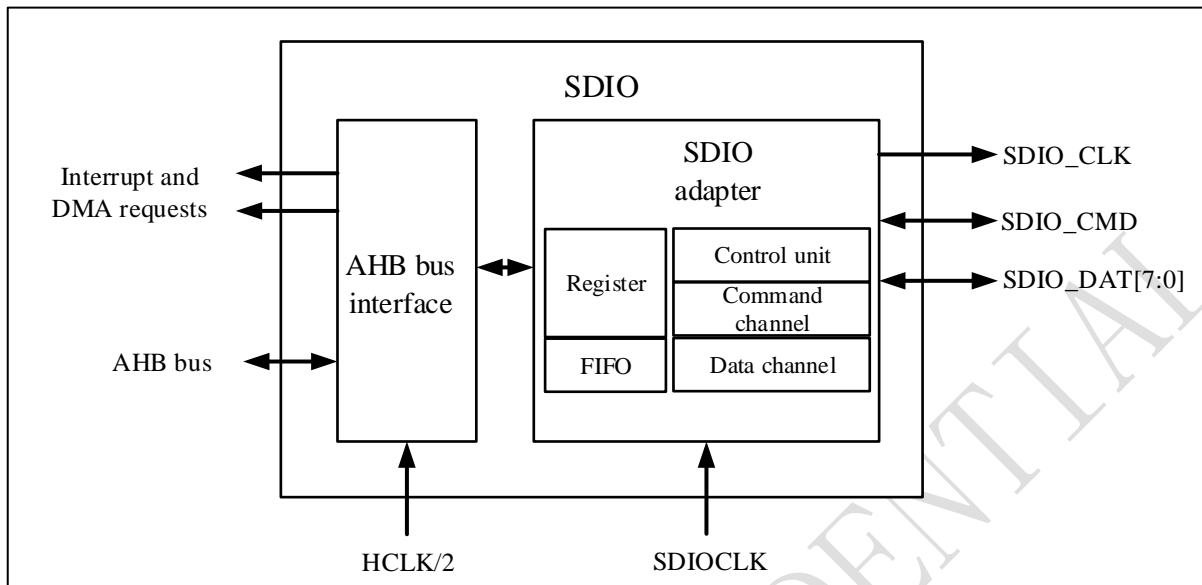 SDIO
SDIO
adapter
SDIO_CLK
Interrupt and
DMA requests
SDIO_CMD
AHB bus
interface
Register
Control unit
Command
channel
SDIO_DAT[7:0]
AHB bus
FIFO
Data channel
HCLK/2
SDIOCLK
DENTIAL